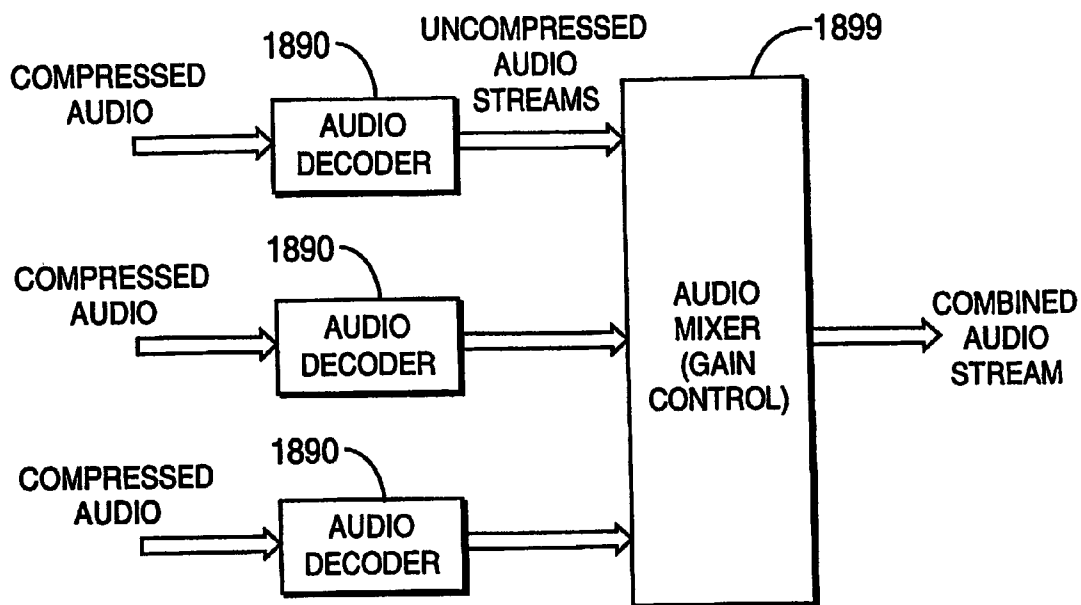 1890
UNCOMPRESSED
AUDIO
STREAMS
1899
COMPRESSED
AUDIO
AUDIO
DECODER
1890
COMPRESSED
AUDIO
AUDIO
DECODER
AUDIO
MIXER
(GAIN
CONTROL)
COMBINED
AUDIO
STREAM
1890
COMPRESSED
AUDIO
AUDIO
DECODER